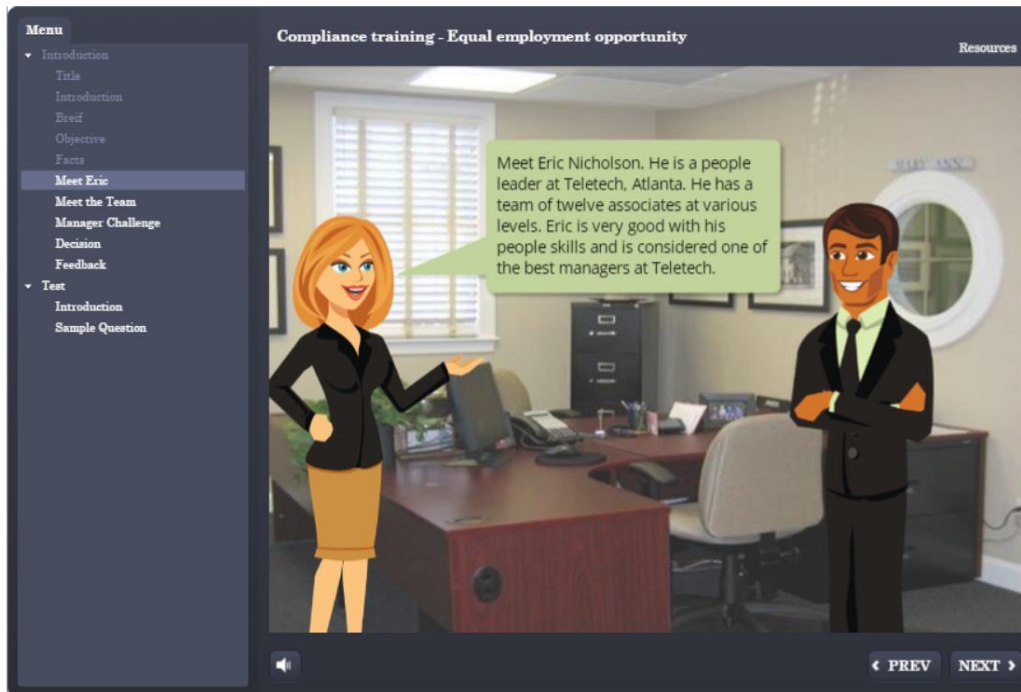 Menu
Introduction
Title
Introduction
Breif
Objective
Facts
Meet Eric
Meet the Team
Manager Challenge
Decision
Feedback
Test
Introduction
Sample Question
Compliance training - Equal employment opportunity
Resources
Meet Eric Nicholson. He is a people
leader at Teletech, Atlanta. He has a
team of twelve associates at various
levels. Eric is very good with his
people skills and is considered one of
the best managers at Teletech.
MARY ANN
PREV
NEXT